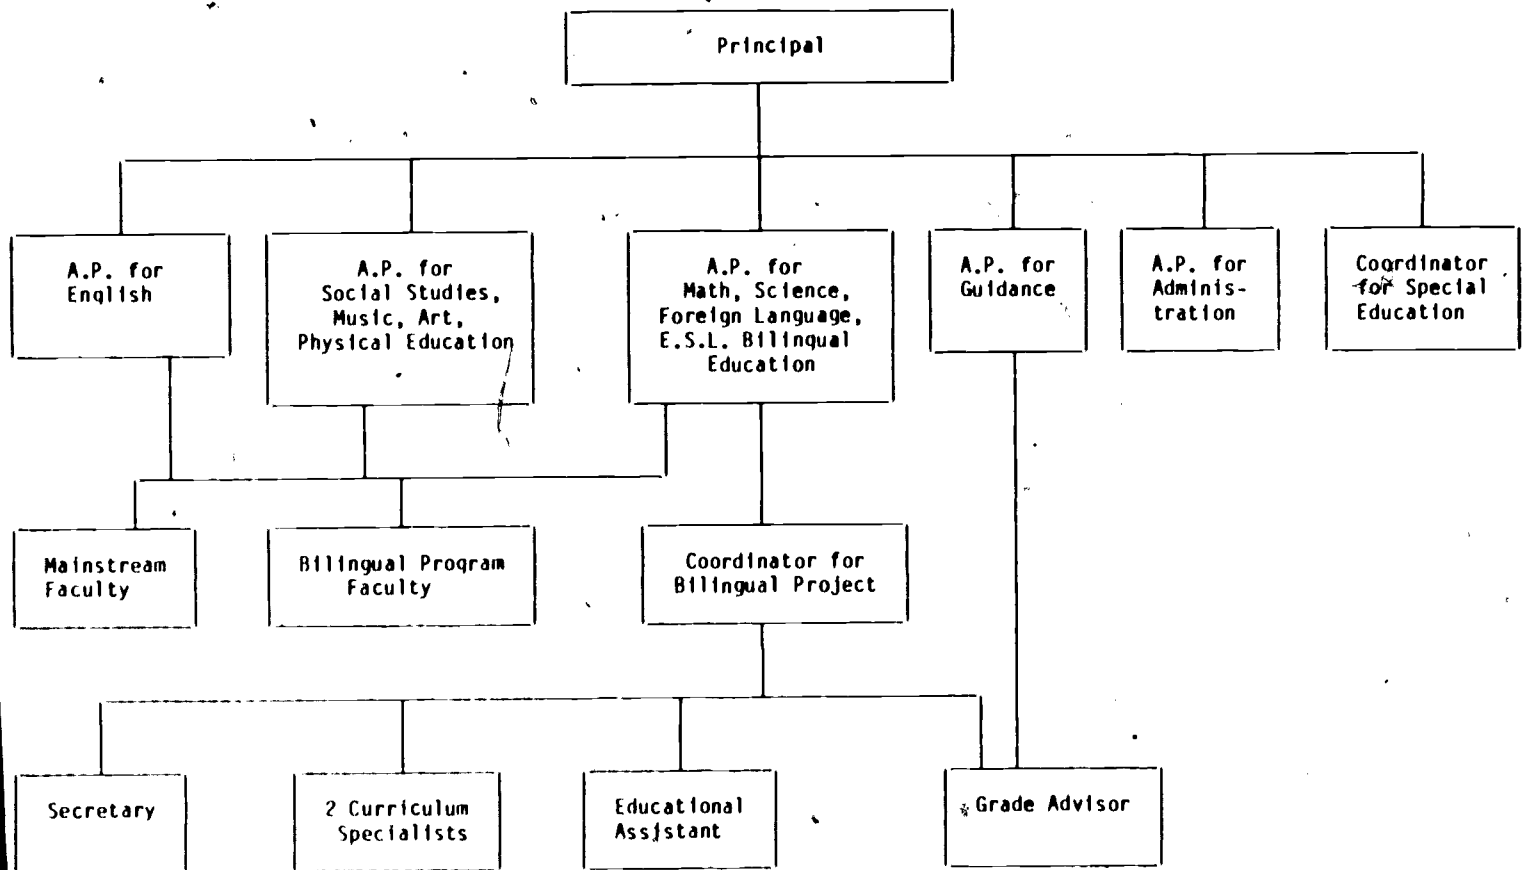 Principal
A.P. for
English
A.P. for
Social Studies,
Music, Art,
Physical Education
A.P. for
Math, Science,
Foreign Language,
E.S.L. Bilingual
Education
A.P. for
Guidance
A.P. for
Adminis-
tration
Coordinator
for Special
Education
Mainstream
Faculty
Bilingual Program
Faculty
Coordinator for
Bilingual Project
Secretary
2 Curriculum
Specialists
Educational
Assistant
Grade Advisor